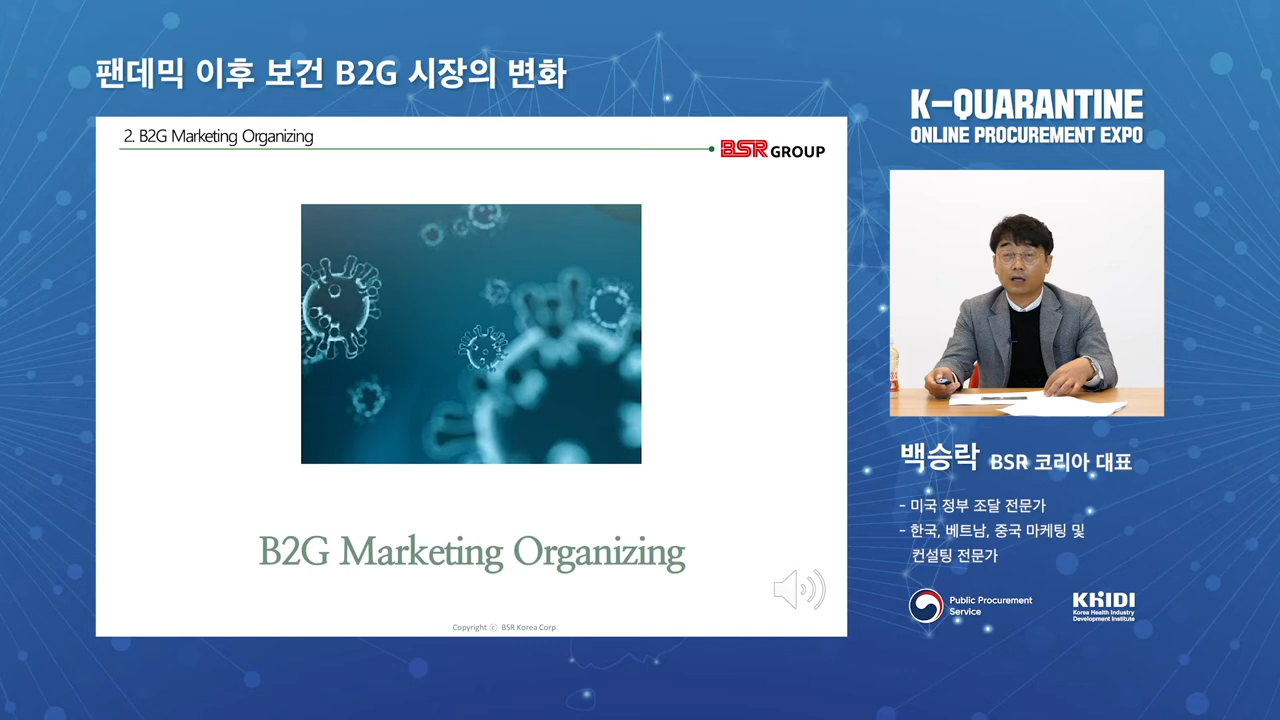 팬데믹 이후 보건 B2G 시장의 변화
2. B2G Marketing Organizing
BSR GROUP
B2G Marketing Organizing
Copyright ⓒ BSR Korea Corp.
K-QUARANTINE
ONLINE PROCUREMENT EXPO
백승락 BSR 코리아 대표
- 미국 정부 조달 전문가
- 한국, 베트남, 중국 마케팅 및
컨설팅 전문가
Public Procurement
Service
KHIDI
Korea Health Industry
Development Institute